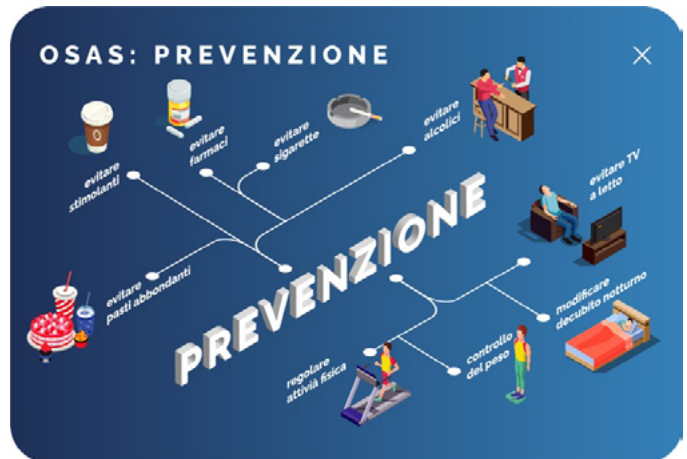 OSAS: PREVENZIONE
evitare
stimolanti
evitare
farmaci
evitare
sigarette
evitare
alcolici
evitare TV
a letto
evitare
pasti abbondanti
PREVENZIONE
modificare
decubito notturno
regolare
attivià fisica
controllo
del peso